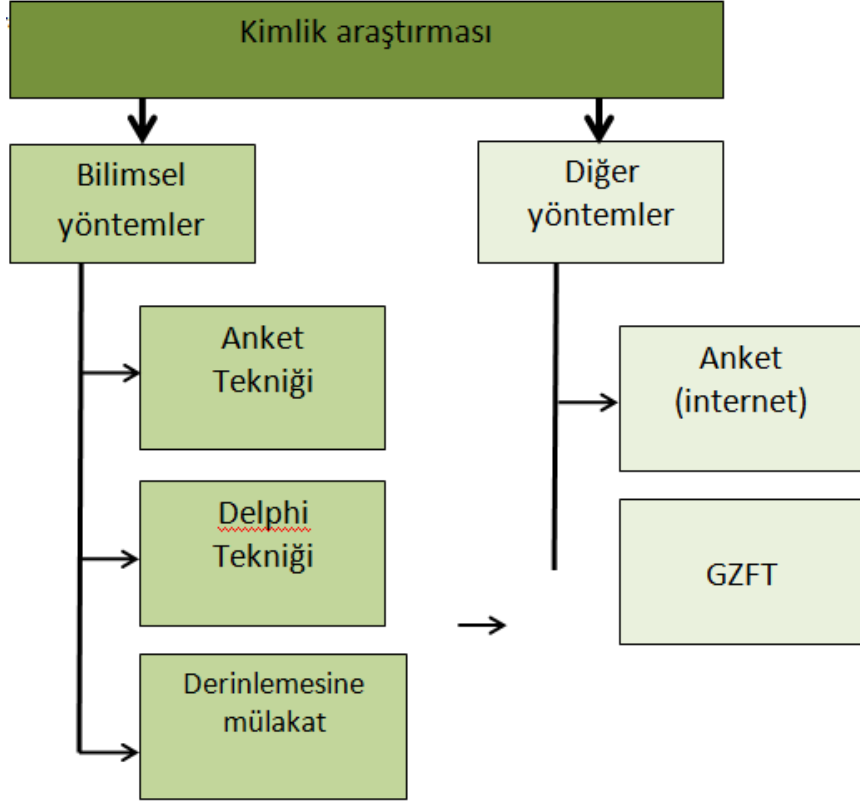 Kimlik araştırması
Bilimsel
yöntemler
Diğer
yöntemler
Anket
Tekniği
Delphi
Tekniği
Derinlemesine
mülakat
Anket
(internet)
GZFT